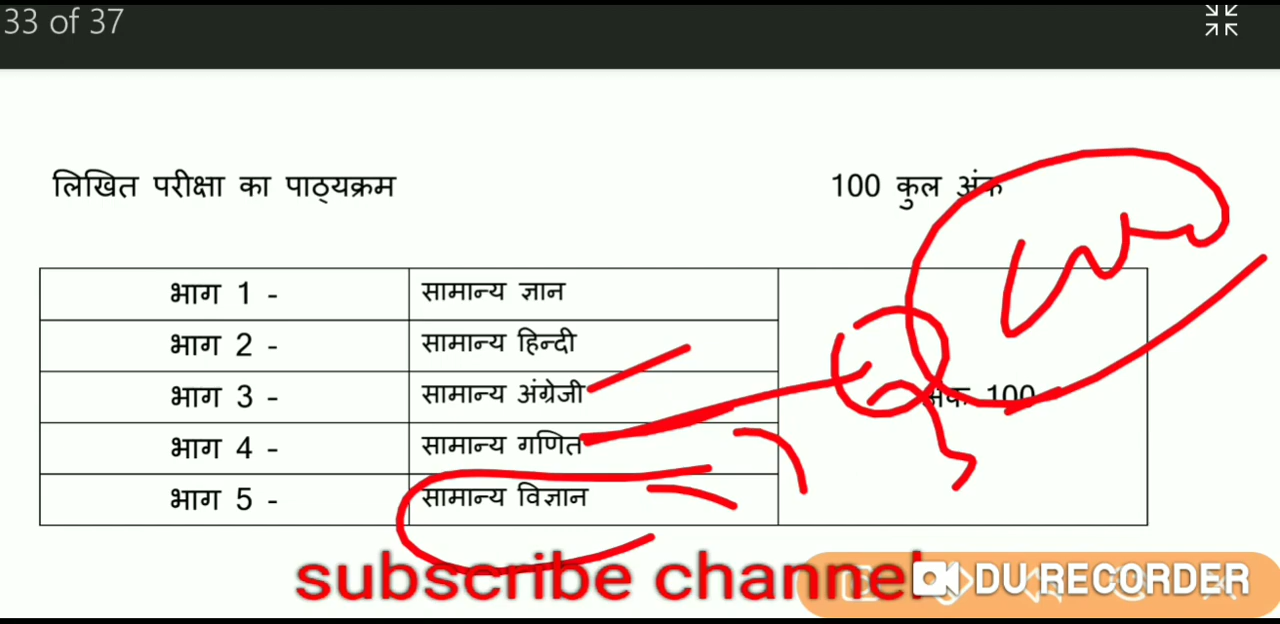 33 of 37
लिखित परीक्षा का पाठ्यक्रम 100 कुल अंक
भाग 1 - सामान्य ज्ञान
भाग 2 - सामान्य हिन्दी
भाग 3 - सामान्य अंग्रेजी अंक 100
भाग 4 - सामान्य गणित
भाग 5 - सामान्य विज्ञान
subscribe channel
DU RECORDER